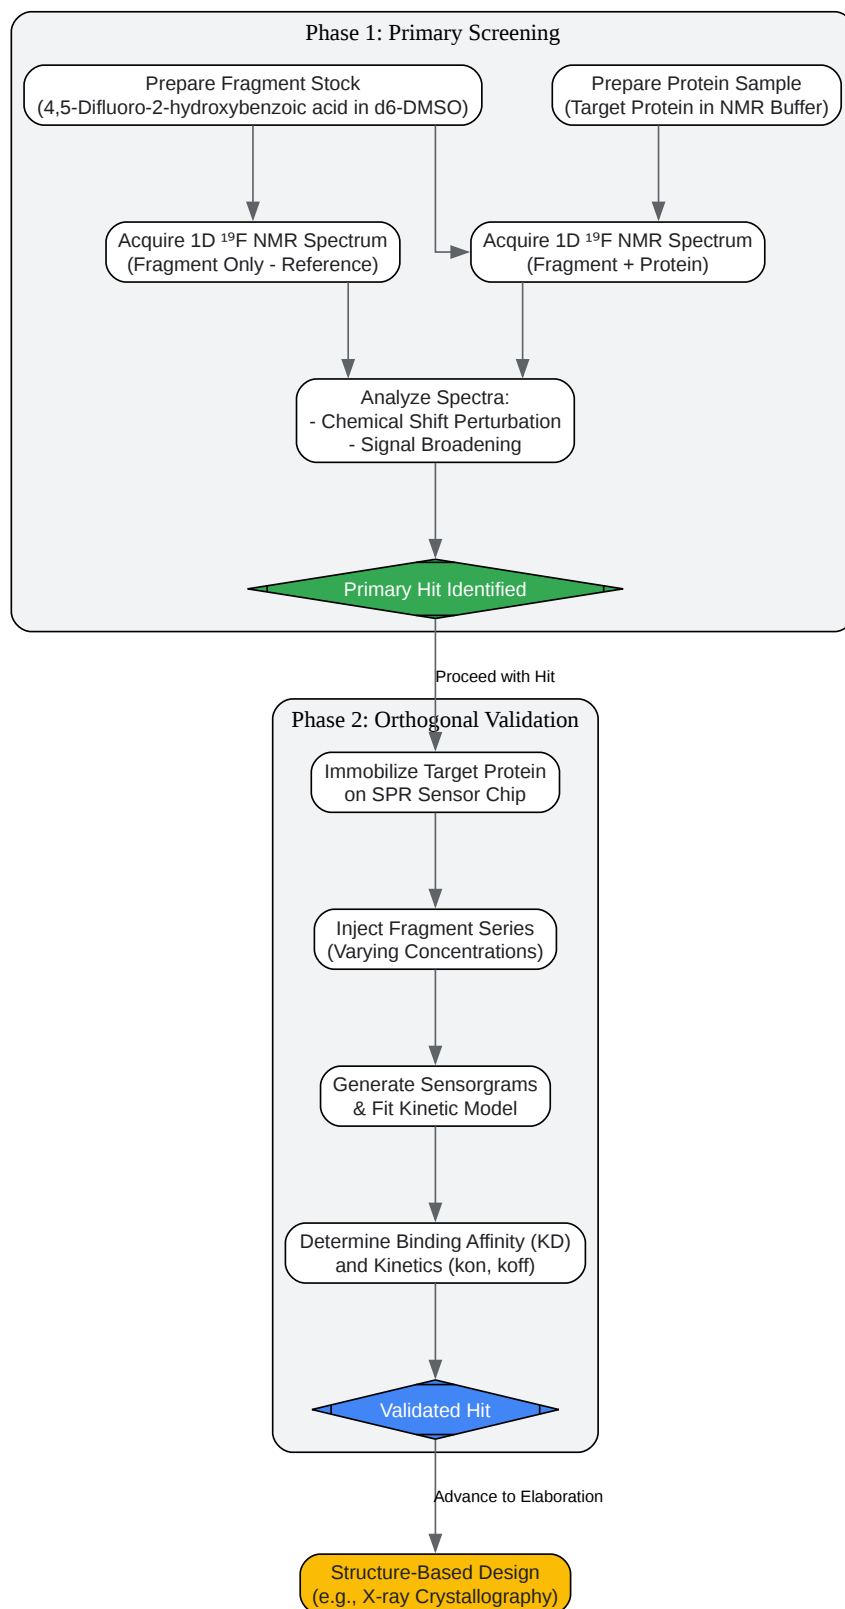 Phase 1: Primary Screening
Prepare Fragment Stock
(4,5-Difluoro-2-hydroxybenzoic acid in d6-DMSO)
Prepare Protein Sample
(Target Protein in NMR Buffer)
Acquire 1D ¹⁹F NMR Spectrum
(Fragment Only - Reference)
Acquire 1D ¹⁹F NMR Spectrum
(Fragment + Protein)
Analyze Spectra:
- Chemical Shift Perturbation
- Signal Broadening
Primary Hit Identified
Proceed with Hit
Phase 2: Orthogonal Validation
Immobilize Target Protein
on SPR Sensor Chip
Inject Fragment Series
(Varying Concentrations)
Generate Sensorgrams
& Fit Kinetic Model
Determine Binding Affinity (KD)
and Kinetics (kon, koff)
Validated Hit
Advance to Elaboration
Structure-Based Design
(e.g., X-ray Crystallography)